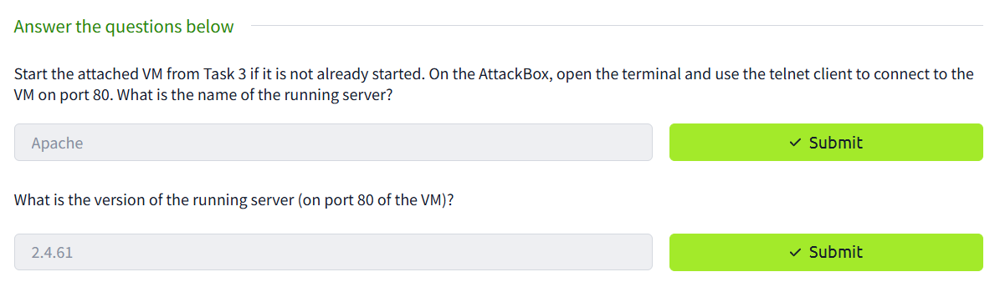 Answer the questions below
Start the attached VM from Task 3 if it is not already started. On the AttackBox, open the terminal and use the telnet client to connect to the
VM on port 80. What is the name of the running server?
Apache
✓ Submit
What is the version of the running server (on port 80 of the VM)?
2.4.61
✓ Submit